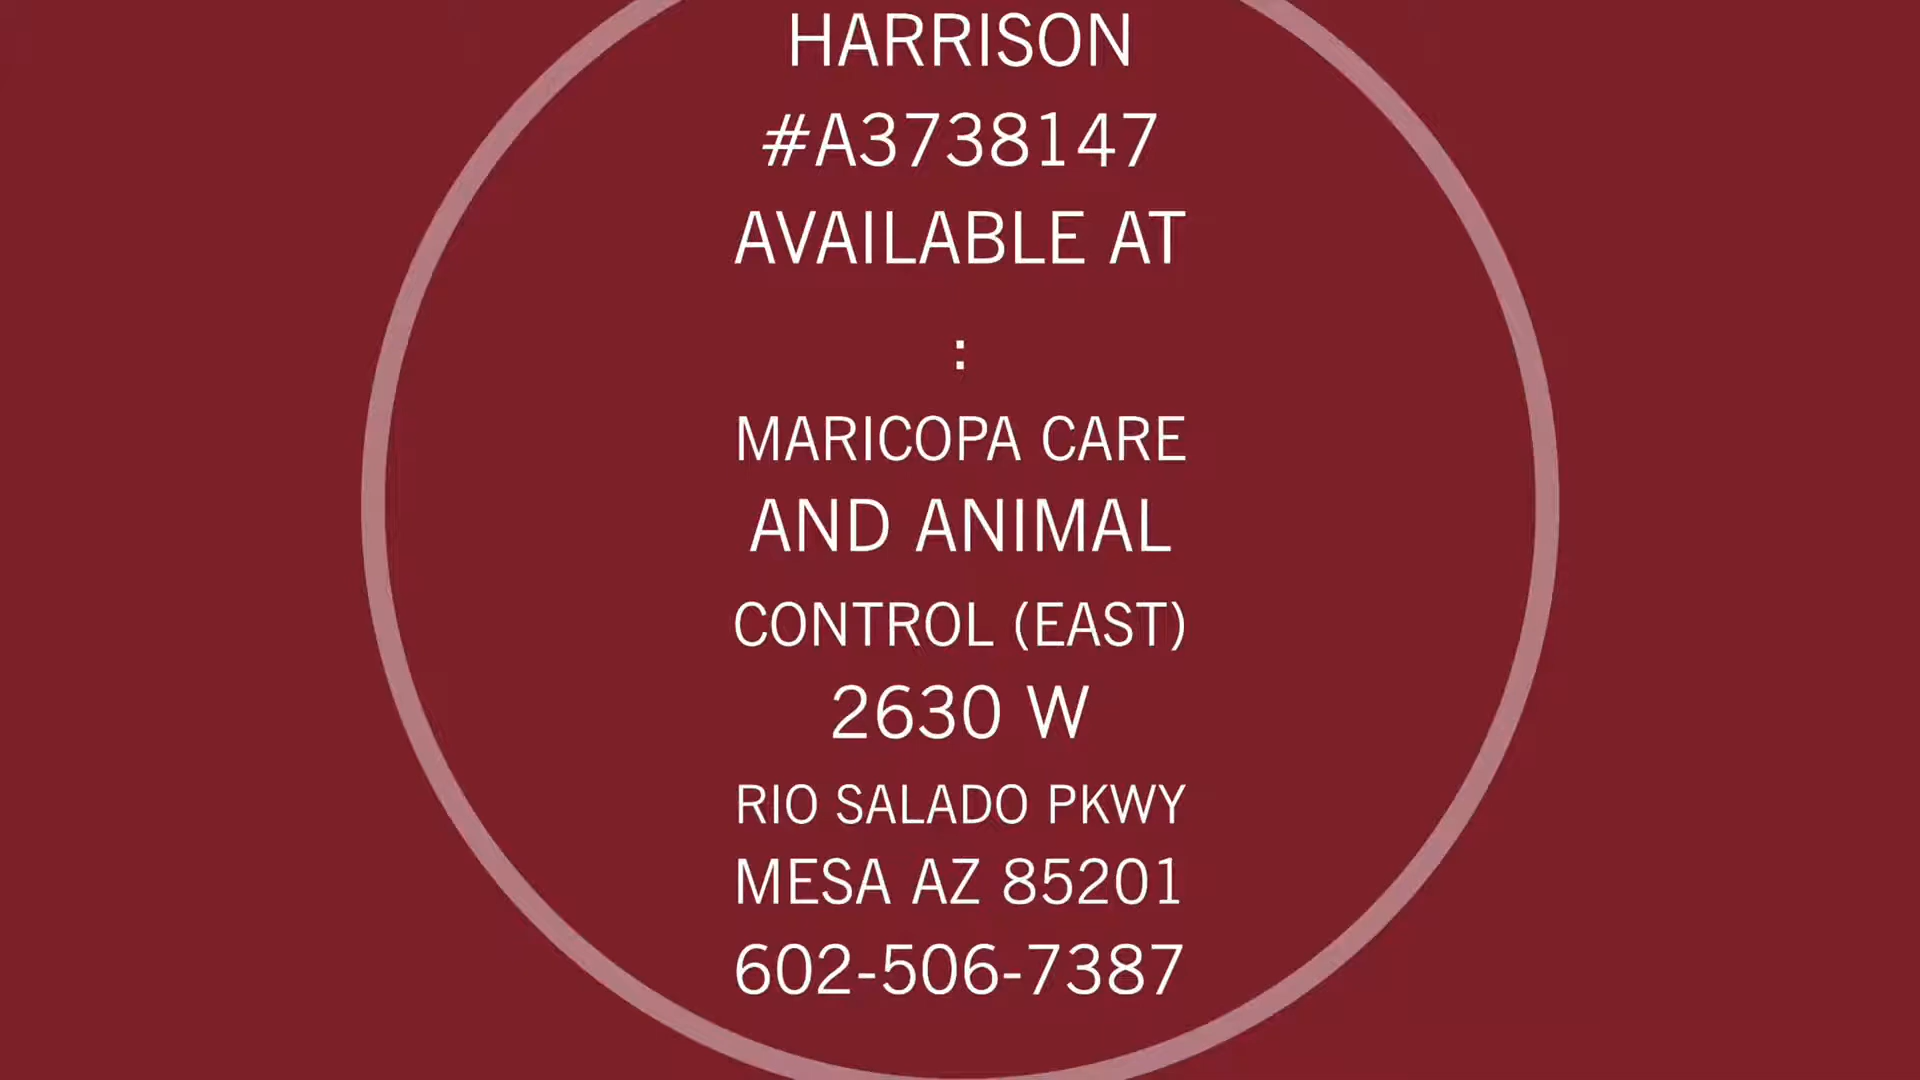 HARRISON
#A3738147
AVAILABLE AT
:
MARICOPA CARE
AND ANIMAL
CONTROL (EAST)
2630 W
RIO SALADO PKWY
MESA AZ 85201
602-506-7387